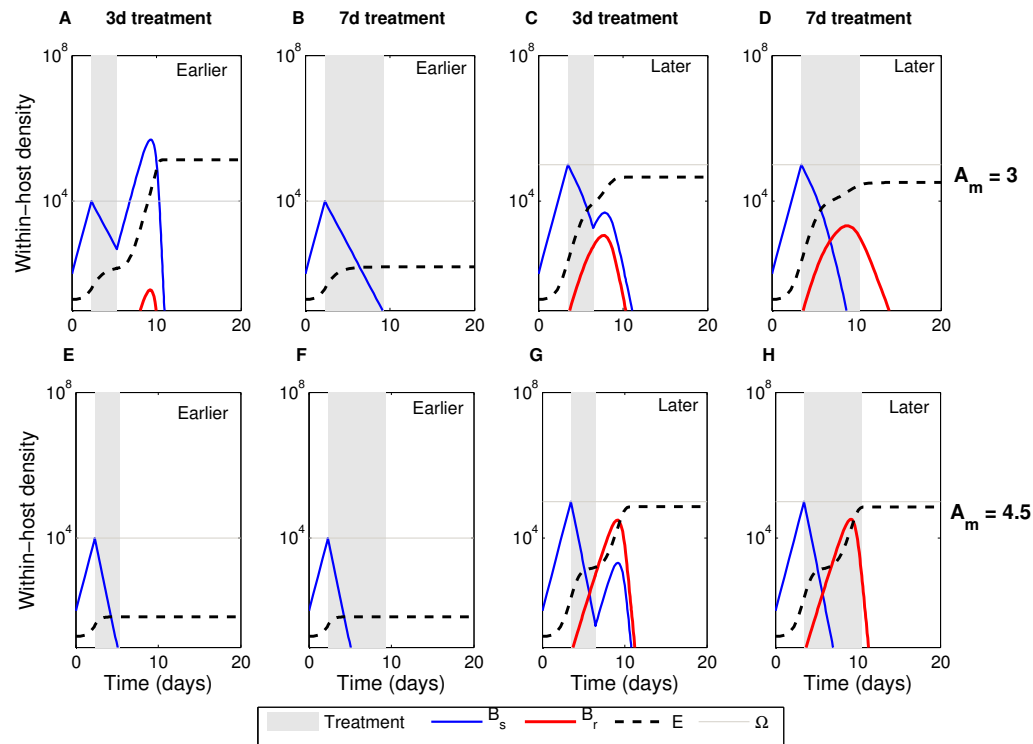 A 3d treatment B 7d treatment C 3d treatment D 7d treatment
10^8 10^8 10^8 10^8
Earlier Earlier Later Later
Within−host density
10^4 10^4 10^4 10^4
A_m = 3
0 10 20 0 10 20 0 10 20 0 10 20
E F G H
10^8 10^8 10^8 10^8
Earlier Earlier Later Later
Within−host density
10^4 10^4 10^4 10^4
A_m = 4.5
0 10 20 0 10 20 0 10 20 0 10 20
Time (days) Time (days) Time (days) Time (days)
Treatment B_s B_r E Ω